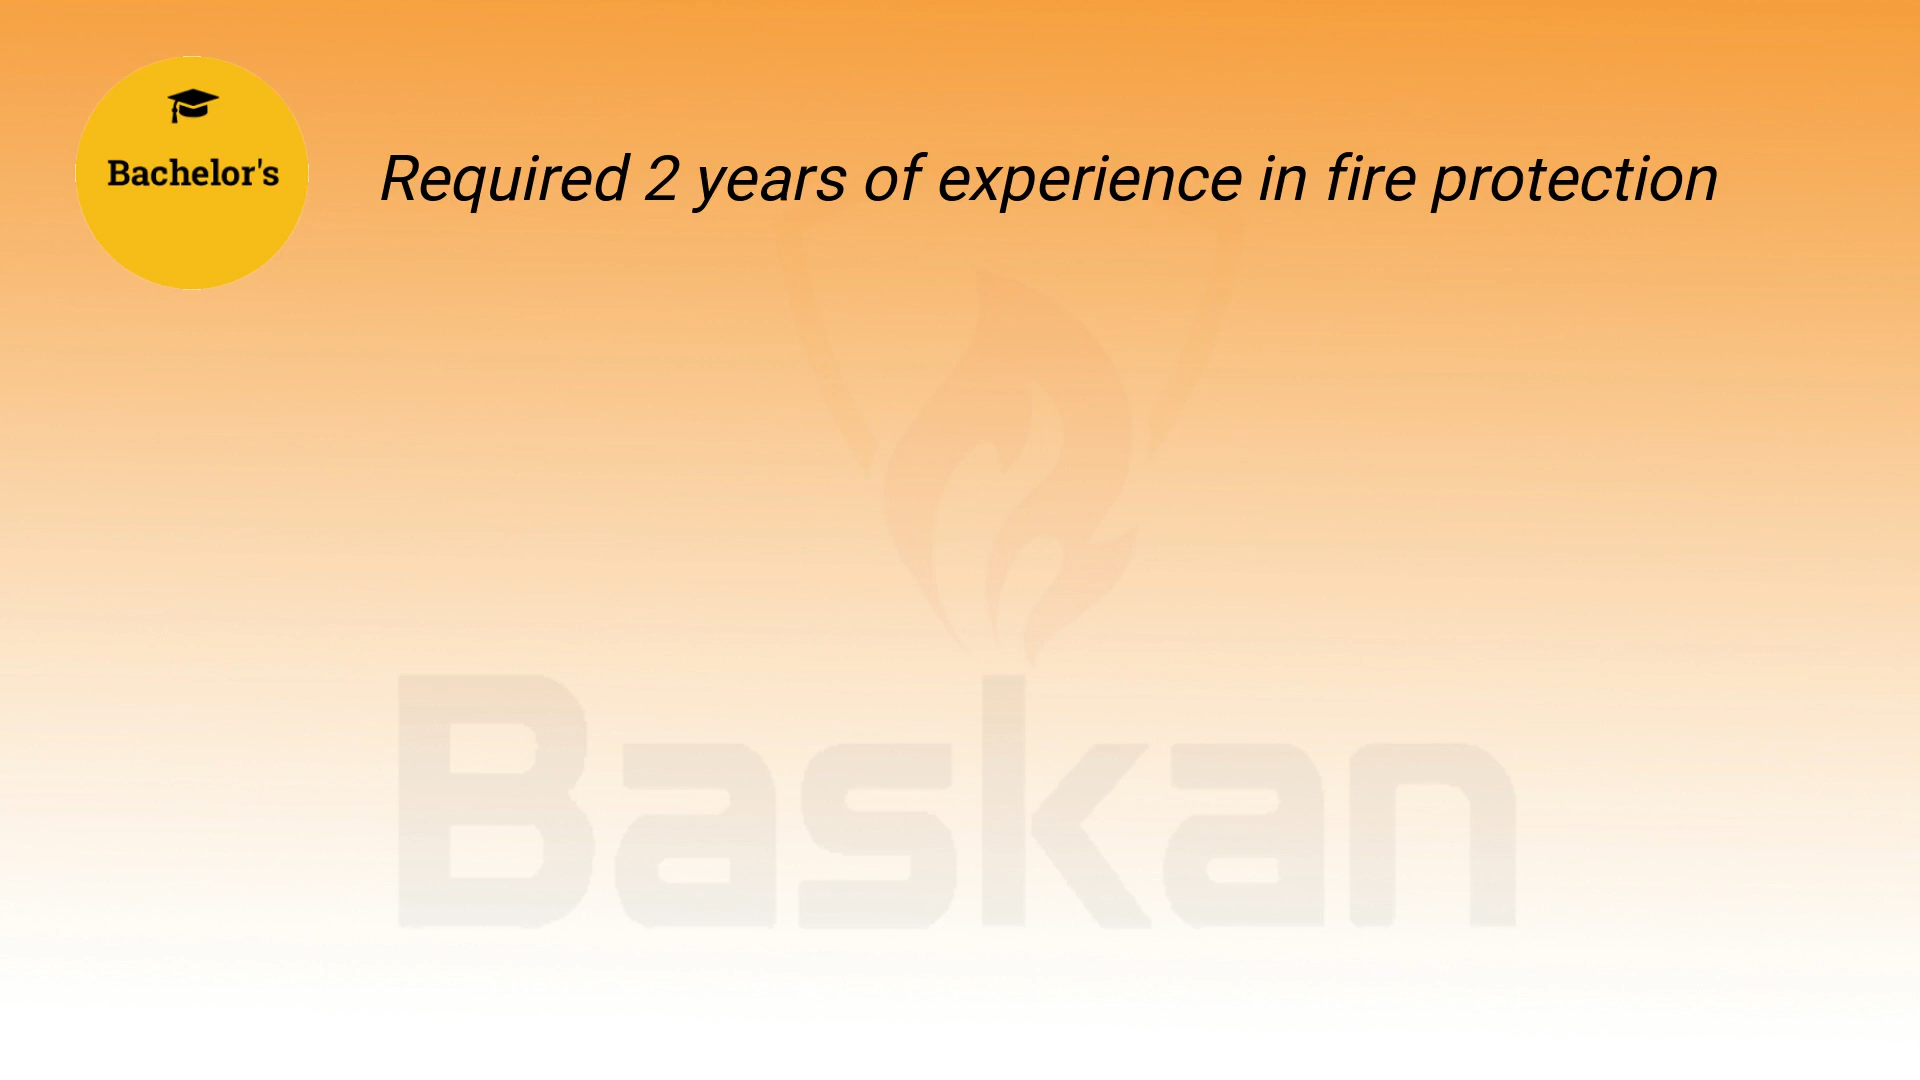 Bachelor's
Required 2 years of experience in fire protection
Baskan